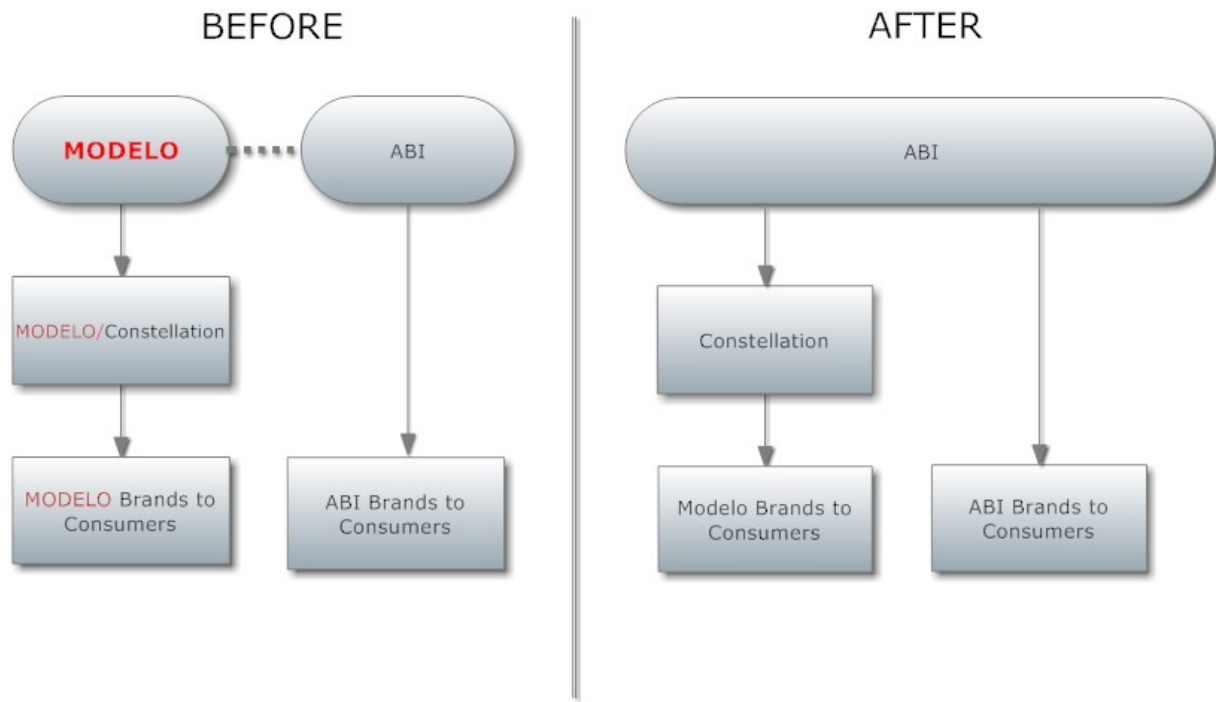 BEFORE
MODELO
ABI
MODELO/Constellation
MODELO Brands to
Consumers
ABI Brands to
Consumers
AFTER
ABI
Constellation
Modelo Brands to
Consumers
ABI Brands to
Consumers